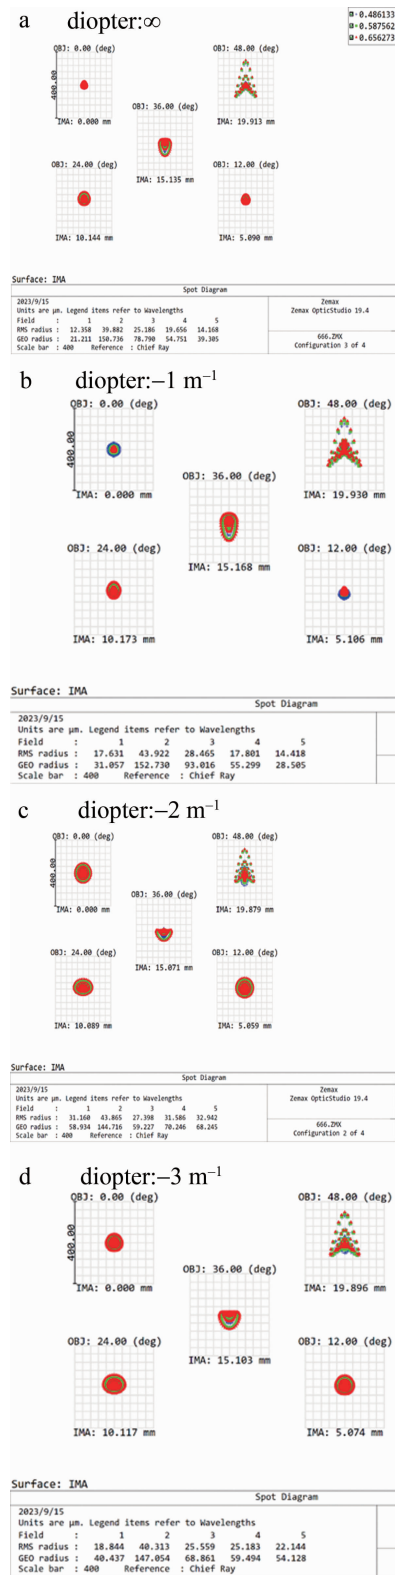 a diopter:∞
▣-0.486133
▣-0.587562
▣-0.656273
OBJ: 0.00 (deg)
OBJ: 48.00 (deg)
400.00
IMA: 0.000 mm
IMA: 19.913 mm
OBJ: 36.00 (deg)
IMA: 15.135 mm
OBJ: 24.00 (deg)
OBJ: 12.00 (deg)
IMA: 10.144 mm
IMA: 5.090 mm
Surface: IMA
Spot Diagram
2023/9/15
Units are µm. Legend items refer to Wavelengths
Field : 1 2 3 4 5
RMS radius : 12.358 39.882 25.186 19.656 14.168
GEO radius : 21.211 150.736 78.790 54.751 39.305
Scale bar : 400 Reference : Chief Ray
Zemax
Zemax OpticStudio 19.4
666.ZMX
Configuration 3 of 4
b diopter:–1 m⁻¹
OBJ: 0.00 (deg)
OBJ: 48.00 (deg)
400.00
IMA: 0.000 mm
IMA: 19.930 mm
OBJ: 36.00 (deg)
IMA: 15.168 mm
OBJ: 24.00 (deg)
OBJ: 12.00 (deg)
IMA: 10.173 mm
IMA: 5.106 mm
Surface: IMA
Spot Diagram
2023/9/15
Units are µm. Legend items refer to Wavelengths
Field : 1 2 3 4 5
RMS radius : 17.631 43.922 28.465 17.801 14.418
GEO radius : 31.057 152.730 93.016 55.299 28.505
Scale bar : 400 Reference : Chief Ray
c diopter:–2 m⁻¹
OBJ: 0.00 (deg)
OBJ: 48.00 (deg)
400.00
IMA: 0.000 mm
IMA: 19.879 mm
OBJ: 36.00 (deg)
IMA: 15.071 mm
OBJ: 24.00 (deg)
OBJ: 12.00 (deg)
IMA: 10.089 mm
IMA: 5.059 mm
Surface: IMA
Spot Diagram
2023/9/15
Units are µm. Legend items refer to Wavelengths
Field : 1 2 3 4 5
RMS radius : 31.160 43.865 27.398 31.586 32.942
GEO radius : 58.934 144.716 59.227 70.246 68.245
Scale bar : 400 Reference : Chief Ray
Zemax
Zemax OpticStudio 19.4
666.ZMX
Configuration 2 of 4
d diopter:–3 m⁻¹
OBJ: 0.00 (deg)
OBJ: 48.00 (deg)
400.00
IMA: 0.000 mm
IMA: 19.896 mm
OBJ: 36.00 (deg)
IMA: 15.103 mm
OBJ: 24.00 (deg)
OBJ: 12.00 (deg)
IMA: 10.117 mm
IMA: 5.074 mm
Surface: IMA
Spot Diagram
2023/9/15
Units are µm. Legend items refer to Wavelengths
Field : 1 2 3 4 5
RMS radius : 18.844 40.313 25.559 25.183 22.144
GEO radius : 40.437 147.054 68.861 59.494 54.128
Scale bar : 400 Reference : Chief Ray